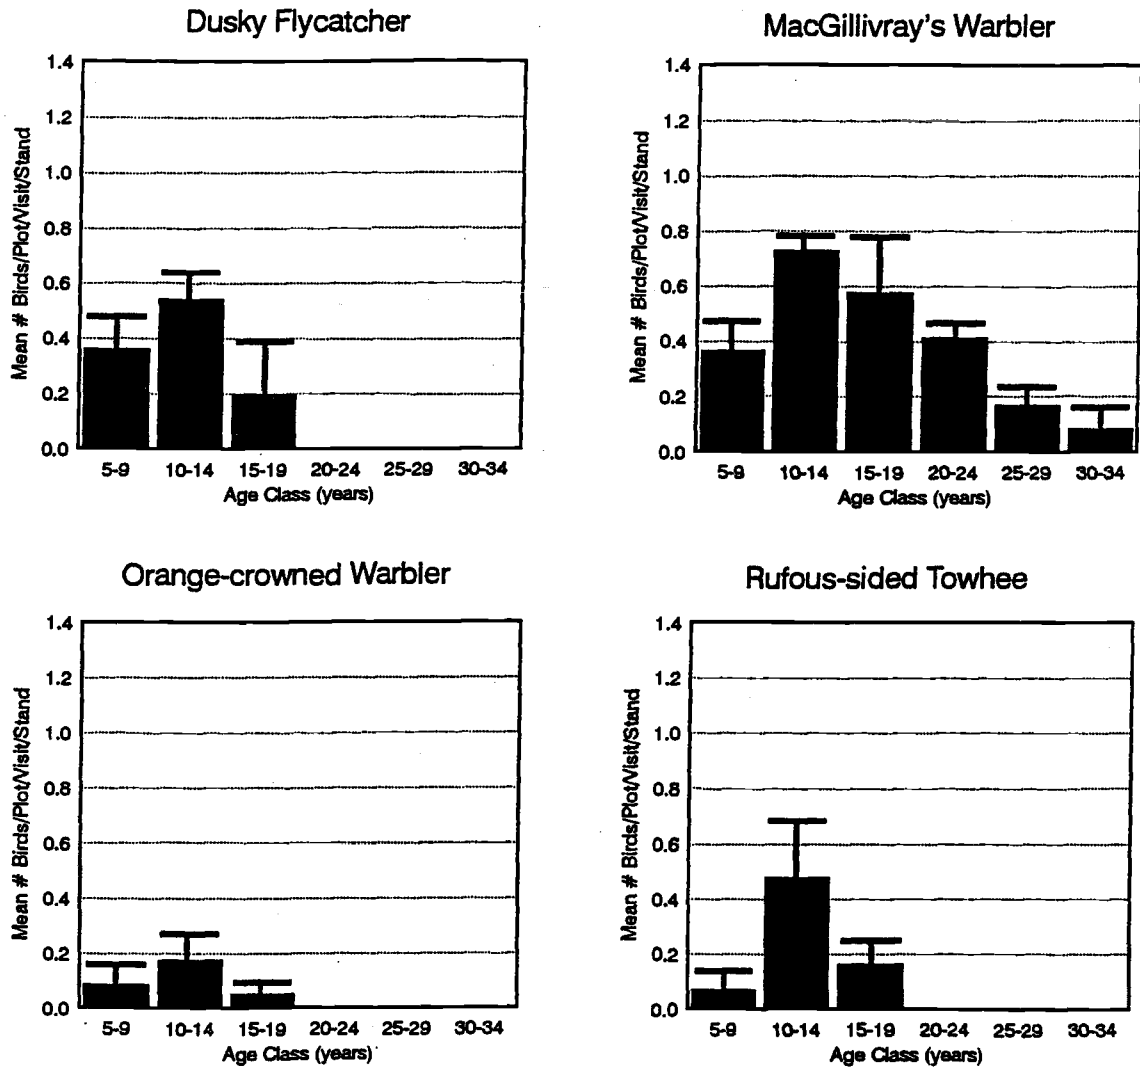 Dusky Flycatcher
Mean # Birds/Plot/Visit/Stand
1.4
1.2
1.0
0.8
0.6
0.4
0.2
0.0
5-9 10-14 15-19 20-24 25-29 30-34
Age Class (years)
MacGillivray's Warbler
Mean # Birds/Plot/Visit/Stand
1.4
1.2
1.0
0.8
0.6
0.4
0.2
0.0
5-9 10-14 15-19 20-24 25-29 30-34
Age Class (years)
Orange-crowned Warbler
Mean # Birds/Plot/Visit/Stand
1.4
1.2
1.0
0.8
0.6
0.4
0.2
0.0
5-9 10-14 15-19 20-24 25-29 30-34
Age Class (years)
Rufous-sided Towhee
Mean # Birds/Plot/Visit/Stand
1.4
1.2
1.0
0.8
0.6
0.4
0.2
0.0
5-9 10-14 15-19 20-24 25-29 30-34
Age Class (years)